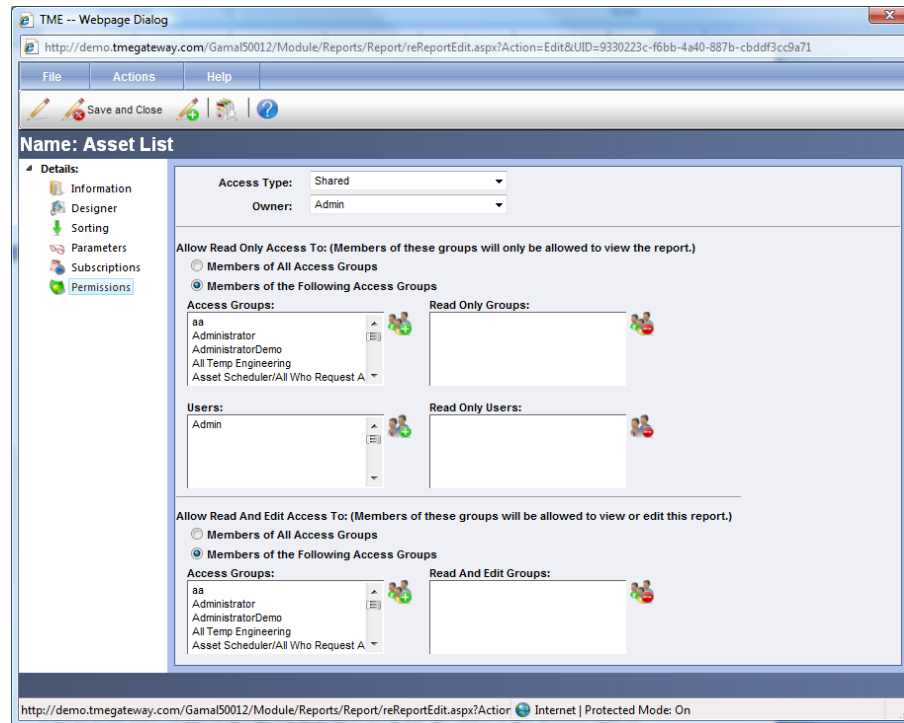 TME -- Webpage Dialog
http://demo.tmegateway.com/Gamal50012/Module/Reports/Report/reReportEdit.aspx?Action=Edit&UID=9330223c-f6bb-4a40-887b-cbddf3cc9a71
File Actions Help
Save and Close
Name: Asset List
Details:
Information
Designer
Sorting
Parameters
Subscriptions
Permissions
Access Type: Shared
Owner: Admin
Allow Read Only Access To: (Members of these groups will only be allowed to view the report.)
Members of All Access Groups
Members of the Following Access Groups
Access Groups: Read Only Groups:
aa
Administrator
AdministratorDemo
All Temp Engineering
Asset Scheduler/All Who Request A
Users: Read Only Users:
Admin
Allow Read And Edit Access To: (Members of these groups will be allowed to view or edit this report.)
Members of All Access Groups
Members of the Following Access Groups
Access Groups: Read And Edit Groups:
aa
Administrator
AdministratorDemo
All Temp Engineering
Asset Scheduler/All Who Request A
http://demo.tmegateway.com/Gamal50012/Module/Reports/Report/reReportEdit.aspx?Action Internet | Protected Mode: On